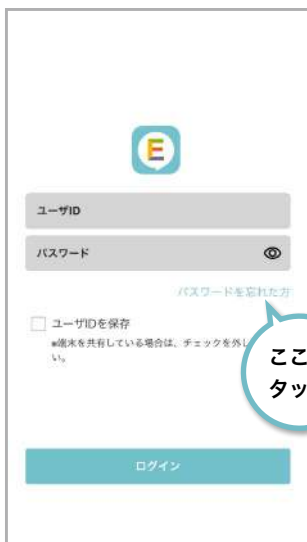 E
ユーザID
パスワード
パスワードを忘れた方
ユーザIDを保存
※端末を共有している場合は、チェックを外し
い。
ここ
タッ
ログイン